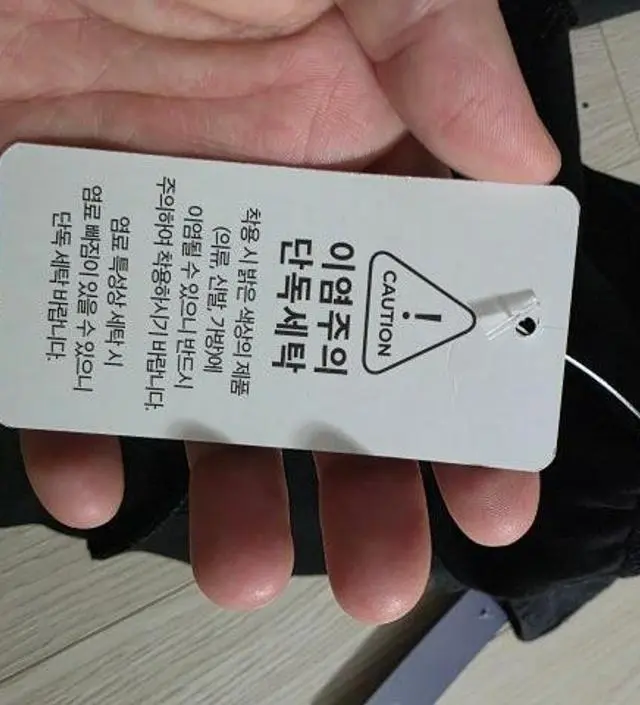 !
CAUTION
이염주의
단독세탁
착용 시 밝은 색상의 제품
(의류, 신발, 가방)에
이염될 수 있으니 반드시
주의하여 착용하시기 바랍니다.
염료 특성상 세탁 시
염료 빠짐이 있을 수 있으니
단독 세탁 바랍니다.